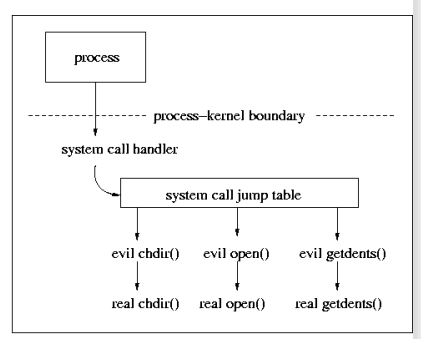 process
process–kernel boundary
system call handler
system call jump table
evil chdir() evil open() evil getdents()
real chdir() real open() real getdents()